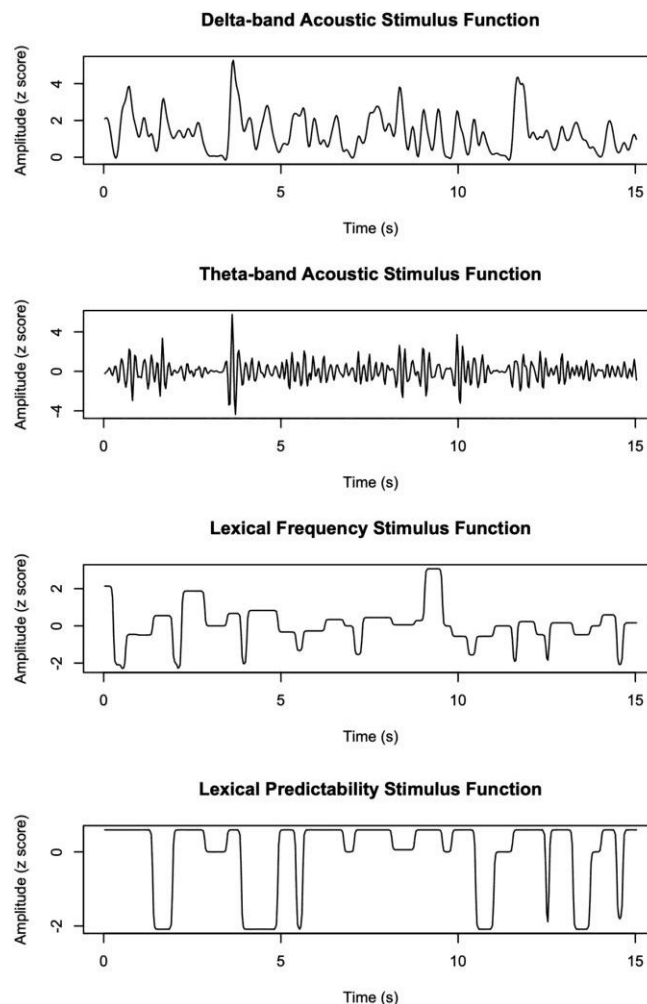 Delta-band Acoustic Stimulus Function
Amplitude (z score)
4
2
0
0 5 10 15
Time (s)
Theta-band Acoustic Stimulus Function
Amplitude (z score)
4
0
-4
0 5 10 15
Time (s)
Lexical Frequency Stimulus Function
Amplitude (z score)
2
0
-2
0 5 10 15
Time (s)
Lexical Predictability Stimulus Function
Amplitude (z score)
0
-2
0 5 10 15
Time (s)